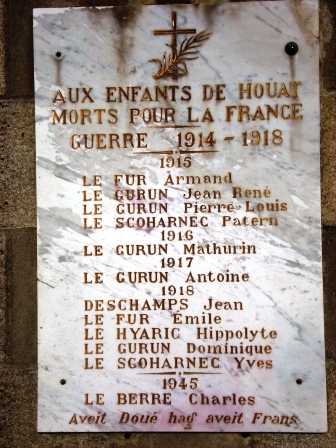 AUX ENFANTS DE HOUAT
MORTS POUR LA FRANCE
GUERRE 1914 - 1918
1915
LE FUR Armand
LE GURUN Jean René
LE GURUN Pierre-Louis
LE SCOHARNEC Patern
1916
LE GURUN Mathurin
1917
LE GURUN Antoine
1918
DESCHAMPS Jean
LE FUR Émile
LE HYARIC Hippolyte
LE GURUN Dominique
LE SCOHARNEC Yves
1945
LE BERRE Charles
Aveit Doué hag aveit Frans